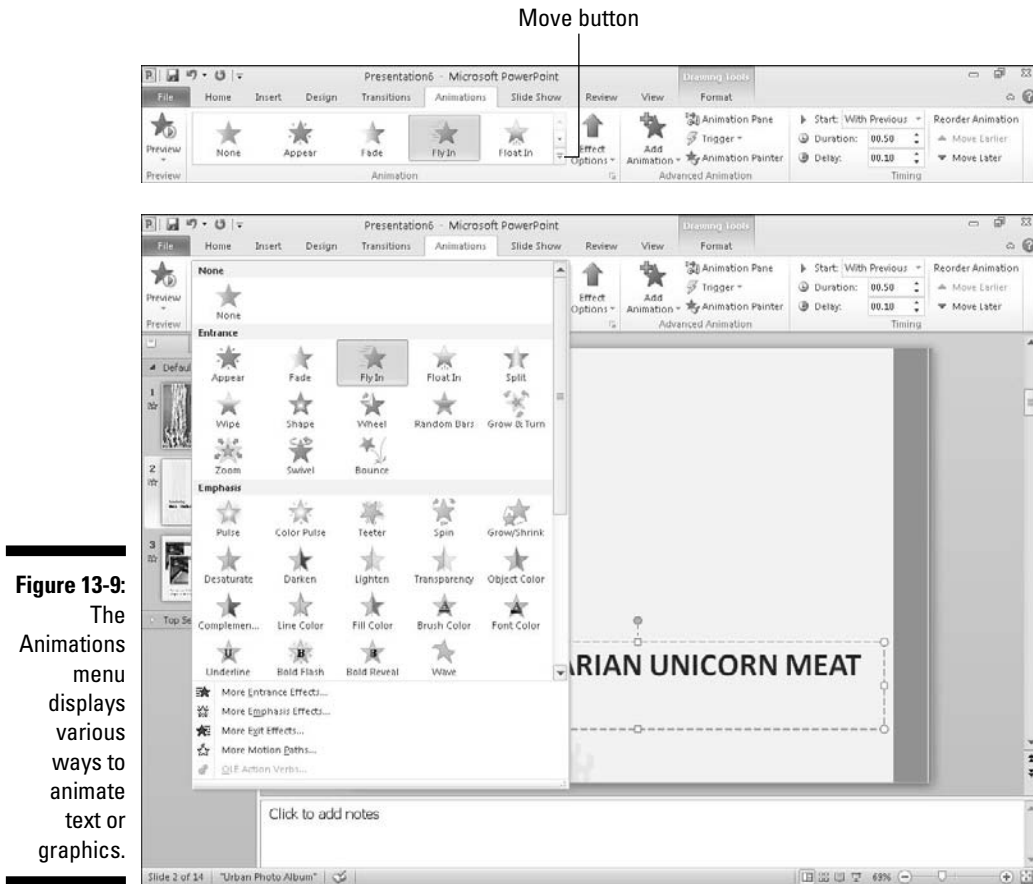 Move button
Presentation6 - Microsoft PowerPoint
Drawing Tools
File Home Insert Design Transitions Animations Slide Show Review View Format
Preview
None Appear Fade Fly In Float In
Effect Options
Add Animation
Animation Pane
Trigger
Animation Painter
Start: With Previous
Duration: 00.50
Delay: 00.10
Reorder Animation
Move Earlier
Move Later
Preview Animation Advanced Animation Timing
Presentation6 - Microsoft PowerPoint
Drawing Tools
File Home Insert Design Transitions Animations Slide Show Review View Format
Preview
Preview
None
None
Entrance
Appear Fade Fly In Float In Split
Wipe Shape Wheel Random Bars Grow & Turn
Zoom Swivel Bounce
Emphasis
Pulse Color Pulse Teeter Spin Grow/Shrink
Desaturate Darken Lighten Transparency Object Color
Complemen... Line Color Fill Color Brush Color Font Color
Underline Bold Flash Bold Reveal Wave
More Entrance Effects...
More Emphasis Effects...
More Exit Effects...
More Motion Paths...
OLE Action Verbs...
Effect Options
Add Animation
Animation Pane
Trigger
Animation Painter
Advanced Animation
Start: With Previous
Duration: 00.50
Delay: 00.10
Reorder Animation
Move Earlier
Move Later
Timing
Defaul
1
2
3
Top Se
ARIAN UNICORN MEAT
Click to add notes
Slide 2 of 14 "Urban Photo Album" 69%
Figure 13-9:
The
Animations
menu
displays
various
ways to
animate
text or
graphics.